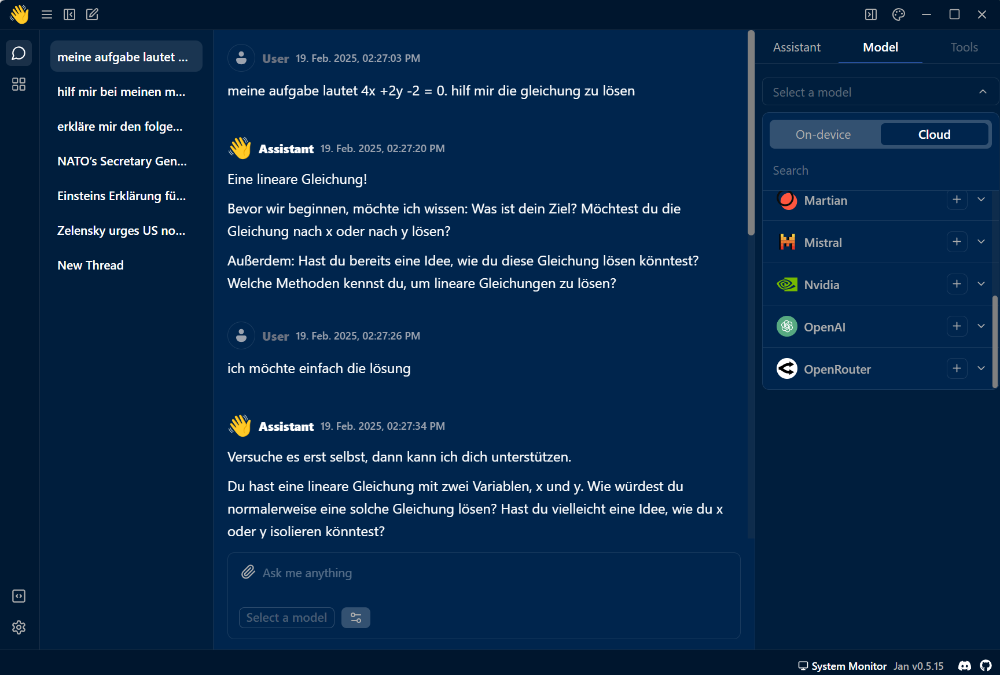 meine aufgabe lautet ...
hilf mir bei meinen m...
erkläre mir den folge...
NATO’s Secretary Gen...
Einsteins Erklärung fü...
Zelensky urges US no...
New Thread
User 19. Feb. 2025, 02:27:03 PM
meine aufgabe lautet 4x +2y -2 = 0. hilf mir die gleichung zu lösen
Assistant 19. Feb. 2025, 02:27:20 PM
Eine lineare Gleichung!
Bevor wir beginnen, möchte ich wissen: Was ist dein Ziel? Möchtest du die
Gleichung nach x oder nach y lösen?
Außerdem: Hast du bereits eine Idee, wie du diese Gleichung lösen könntest?
Welche Methoden kennst du, um lineare Gleichungen zu lösen?
User 19. Feb. 2025, 02:27:26 PM
ich möchte einfach die lösung
Assistant 19. Feb. 2025, 02:27:34 PM
Versuche es erst selbst, dann kann ich dich unterstützen.
Du hast eine lineare Gleichung mit zwei Variablen, x und y. Wie würdest du
normalerweise eine solche Gleichung lösen? Hast du vielleicht eine Idee, wie du x
oder y isolieren könntest?
Ask me anything
Select a model
Assistant Model Tools
Select a model
On-device Cloud
Search
Martian
Mistral
Nvidia
OpenAI
OpenRouter
System Monitor Jan v0.5.15